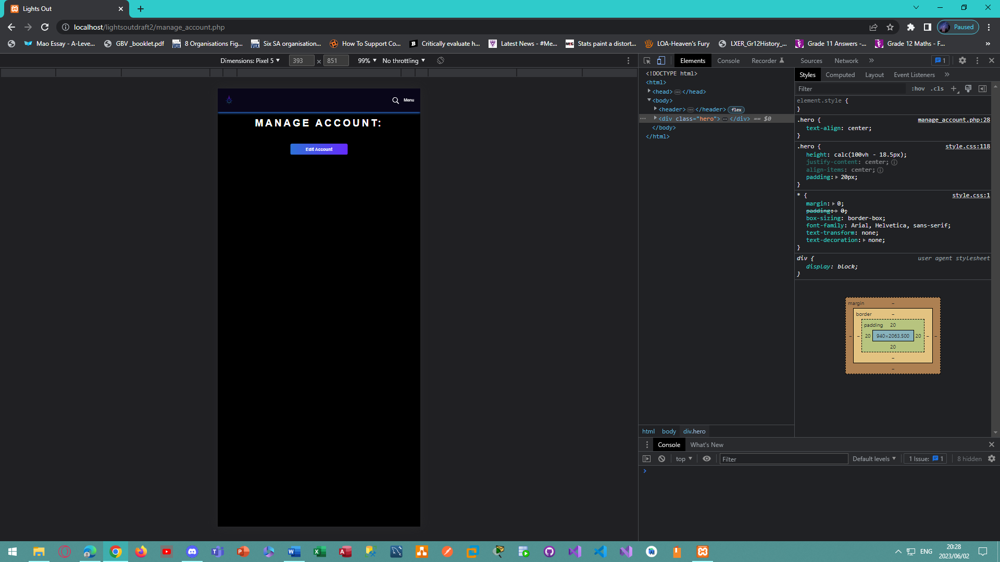 Lights Out
localhost/lightsoutdraft2/manage_account.php
Paused
Mao Essay - A-Leve...
GBV _booklet.pdf
8 Organisations Fig...
Six SA organisation...
How To Support Co...
Critically evaluate h...
Latest News - #Me...
Stats paint a distort...
LOA-Heaven's Fury
LXER_Gr12History_...
Grade 11 Answers -...
Grade 12 Maths - F...
»
Dimensions: Pixel 5
393 × 851
99%
No throttling
Elements
Console
Recorder
Sources
Network
»
1
Menu
MANAGE ACCOUNT:
Edit Account
<!DOCTYPE html>
<html>
<head>…</head>
<body>
<header>…</header> flex
<div class="hero">…</div> == $0
</body>
</html>
Styles
Computed
Layout
Event Listeners
»
Filter
:hov .cls +
element.style {
}
.hero { manage_account.php:28
text-align: center;
}
.hero { style.css:118
height: calc(100vh - 18.5px);
justify-content: center;
align-items: center;
padding: 20px;
}
* { style.css:1
margin: 0;
padding: 0;
box-sizing: border-box;
font-family: Arial, Helvetica, sans-serif;
text-transform: none;
text-decoration: none;
}
div { user agent stylesheet
display: block;
}
margin -
border -
padding 20
- - 20 940×2063.500 20 - -
20
-
-
html body div.hero
Console
What's New
top
Filter
Default levels
1 Issue: 1
8 hidden
ENG
20:28
2023/06/02